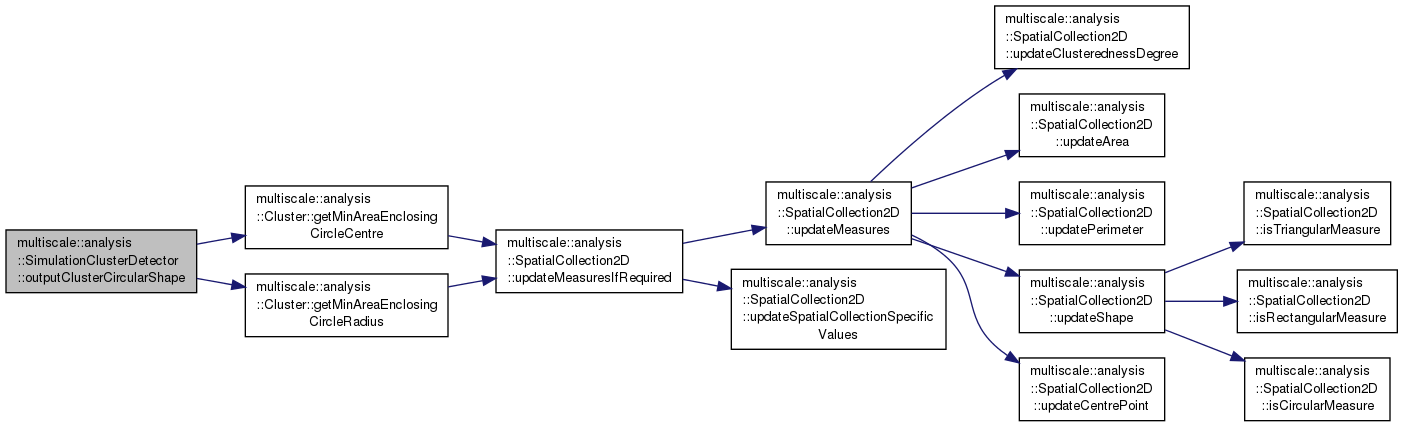 multiscale::analysis
::SimulationClusterDetector
::outputClusterCircularShape
multiscale::analysis
::Cluster::getMinAreaEnclosing
CircleCentre
multiscale::analysis
::Cluster::getMinAreaEnclosing
CircleRadius
multiscale::analysis
::SpatialCollection2D
::updateMeasuresIfRequired
multiscale::analysis
::SpatialCollection2D
::updateMeasures
multiscale::analysis
::SpatialCollection2D
::updateSpatialCollectionSpecific
Values
multiscale::analysis
::SpatialCollection2D
::updateClusterednessDegree
multiscale::analysis
::SpatialCollection2D
::updateArea
multiscale::analysis
::SpatialCollection2D
::updatePerimeter
multiscale::analysis
::SpatialCollection2D
::updateShape
multiscale::analysis
::SpatialCollection2D
::updateCentrePoint
multiscale::analysis
::SpatialCollection2D
::isTriangularMeasure
multiscale::analysis
::SpatialCollection2D
::isRectangularMeasure
multiscale::analysis
::SpatialCollection2D
::isCircularMeasure